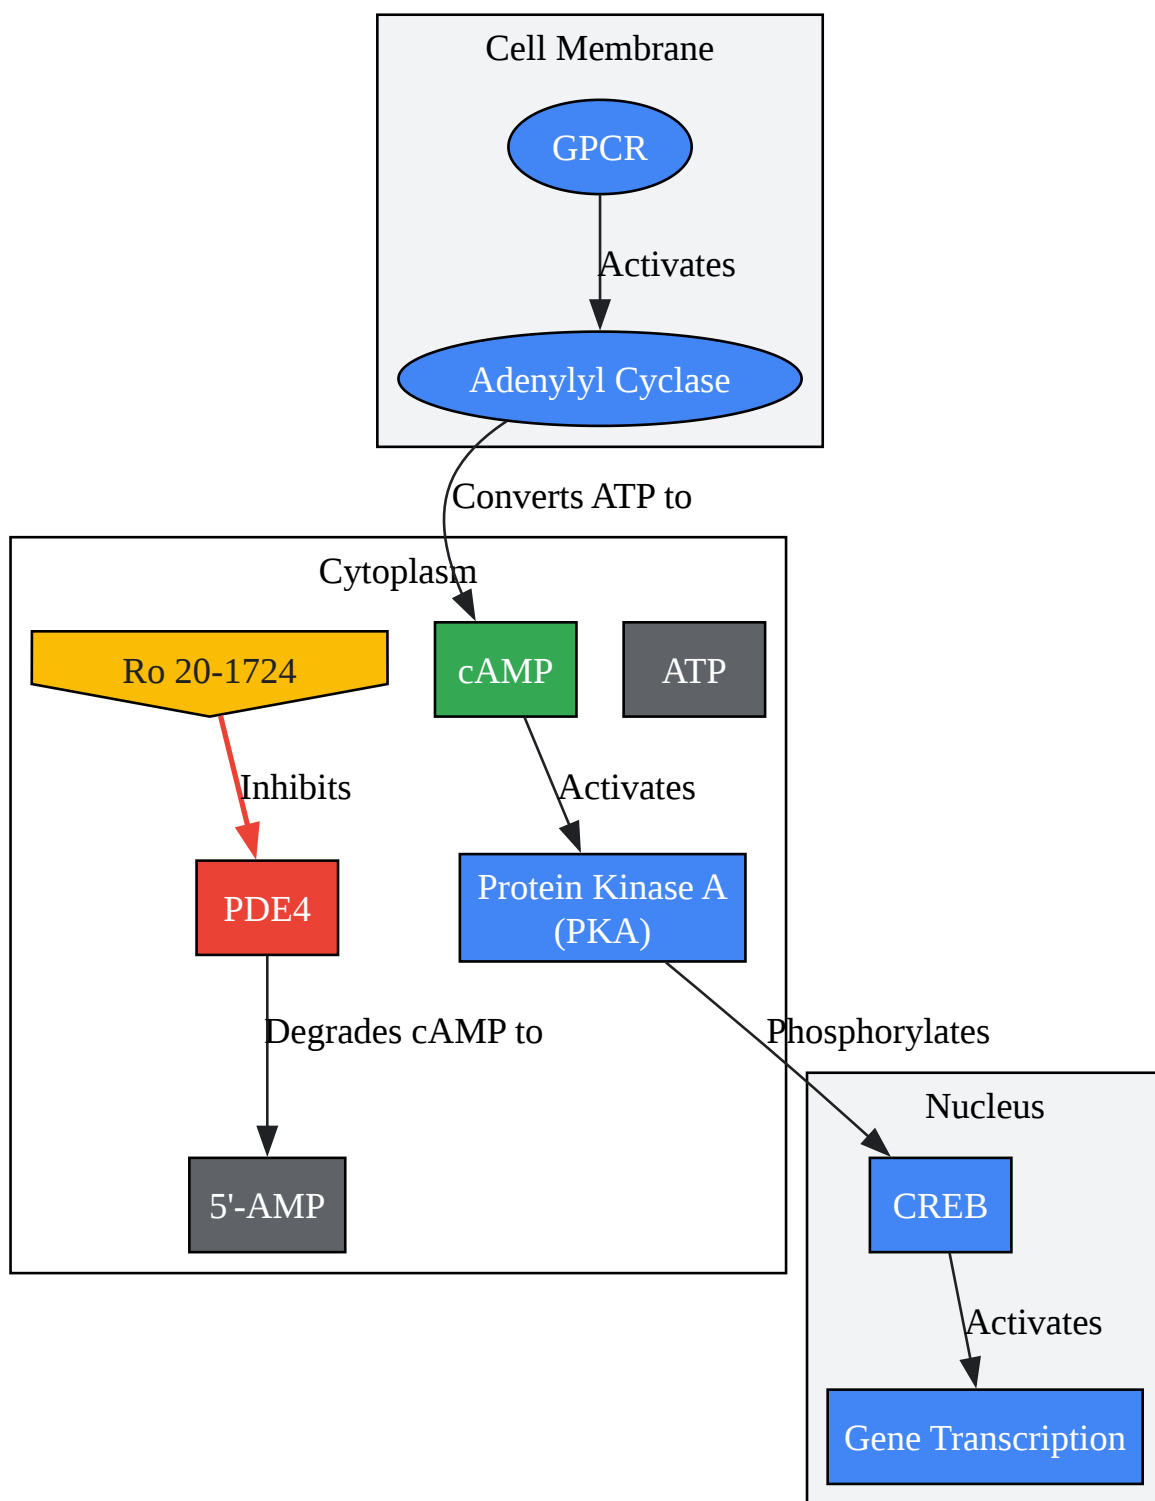 Cell Membrane
GPCR
Activates
Adenylyl Cyclase
Converts ATP to
Cytoplasm
Ro 20-1724
cAMP
ATP
Inhibits
Activates
PDE4
Protein Kinase A
(PKA)
Degrades cAMP to
Phosphorylates
Nucleus
5'-AMP
CREB
Activates
Gene Transcription